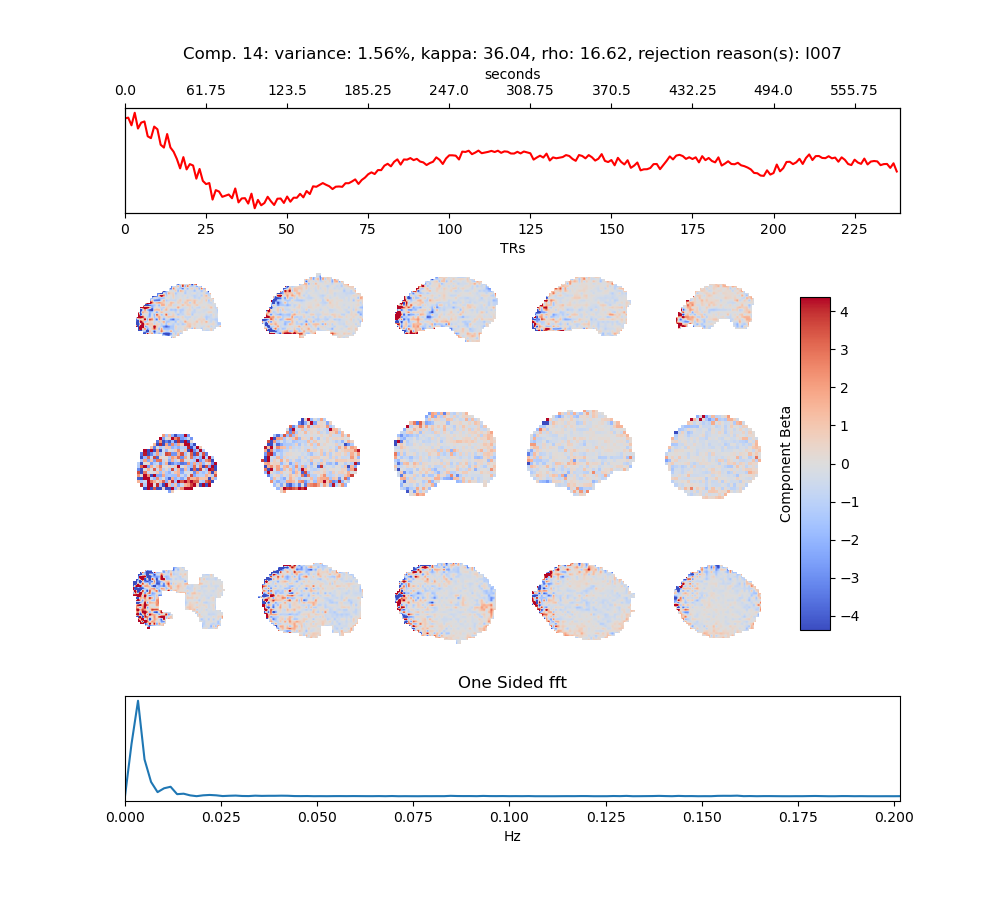 Comp. 14: variance: 1.56%, kappa: 36.04, rho: 16.62, rejection reason(s): I007
seconds
0.0 61.75 123.5 185.25 247.0 308.75 370.5 432.25 494.0 555.75
0 25 50 75 100 125 150 175 200 225
TRs
Component Beta
4
3
2
1
0
−1
−2
−3
−4
One Sided fft
0.000 0.025 0.050 0.075 0.100 0.125 0.150 0.175 0.200
Hz